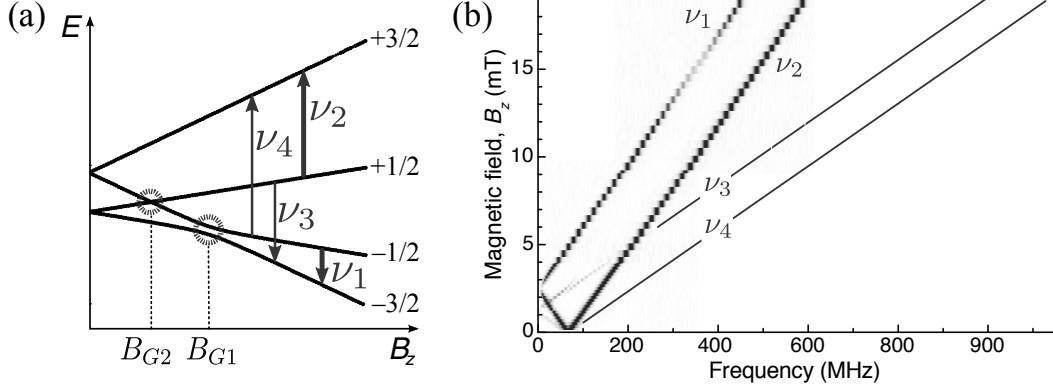 (a)
E
+3/2
ν2
ν4
+1/2
ν3
−1/2
ν1
−3/2
BG2
BG1
Bz
(b)
Magnetic field, Bz (mT)
15
10
5
0
ν1
ν2
ν3
ν4
0
200
400
600
800
900
Frequency (MHz)